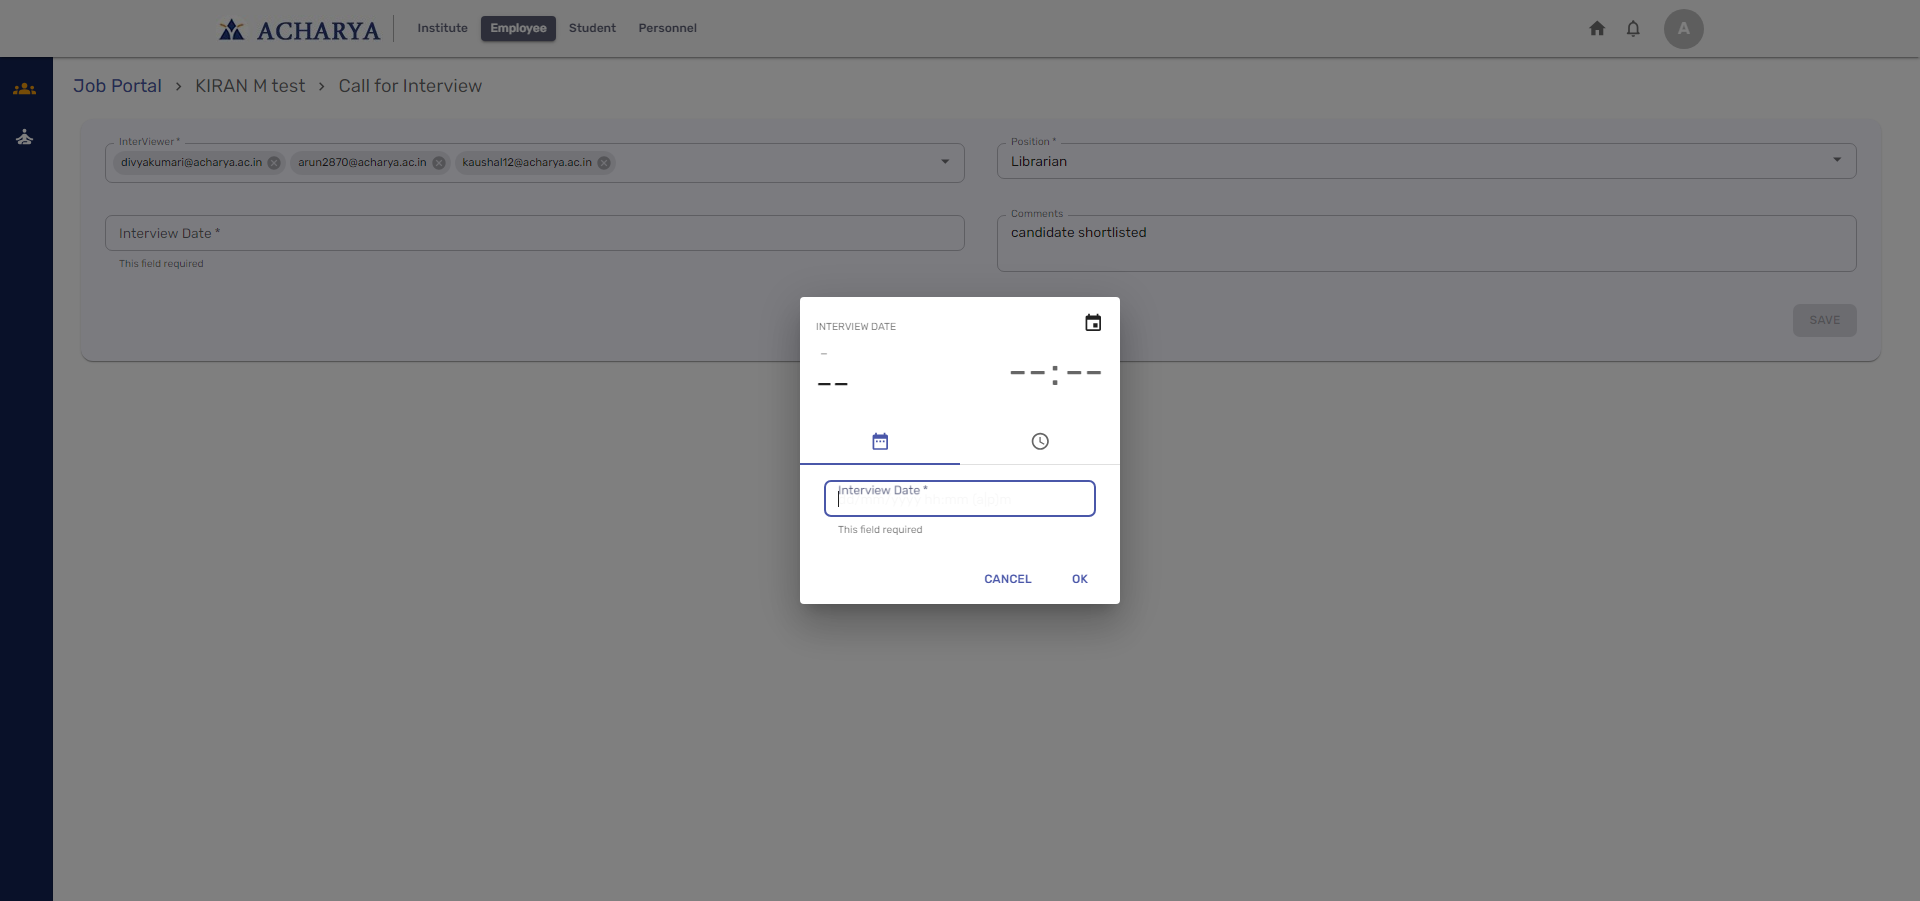 ACHARYA
Institute
Employee
Student
Personnel
A
Job Portal > KIRAN M test > Call for Interview
InterViewer *
divyakumari@acharya.ac.in
arun2870@acharya.ac.in
kaushal12@acharya.ac.in
Position *
Librarian
Interview Date *
This field required
Comments
candidate shortlisted
SAVE
INTERVIEW DATE
–
––
––:––
Interview Date *
This field required
CANCEL
OK